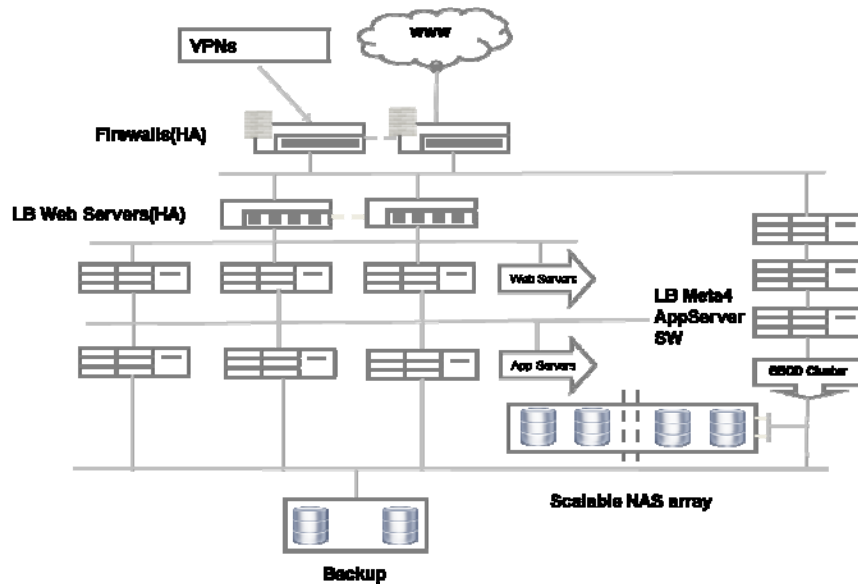 VPNs
www
Firewalls(HA)
LB Web Servers(HA)
Web Servers
LB Meta4
AppServer
SW
App Servers
Cluster
Scalable NAS array
Backup